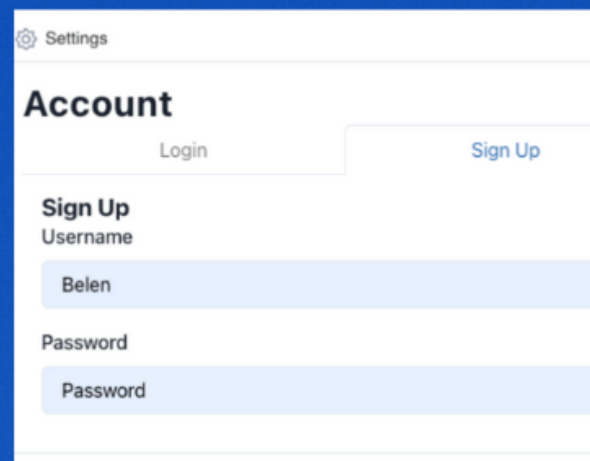 Settings
Account
Login
Sign Up
Sign Up
Username
Belen
Password
Password